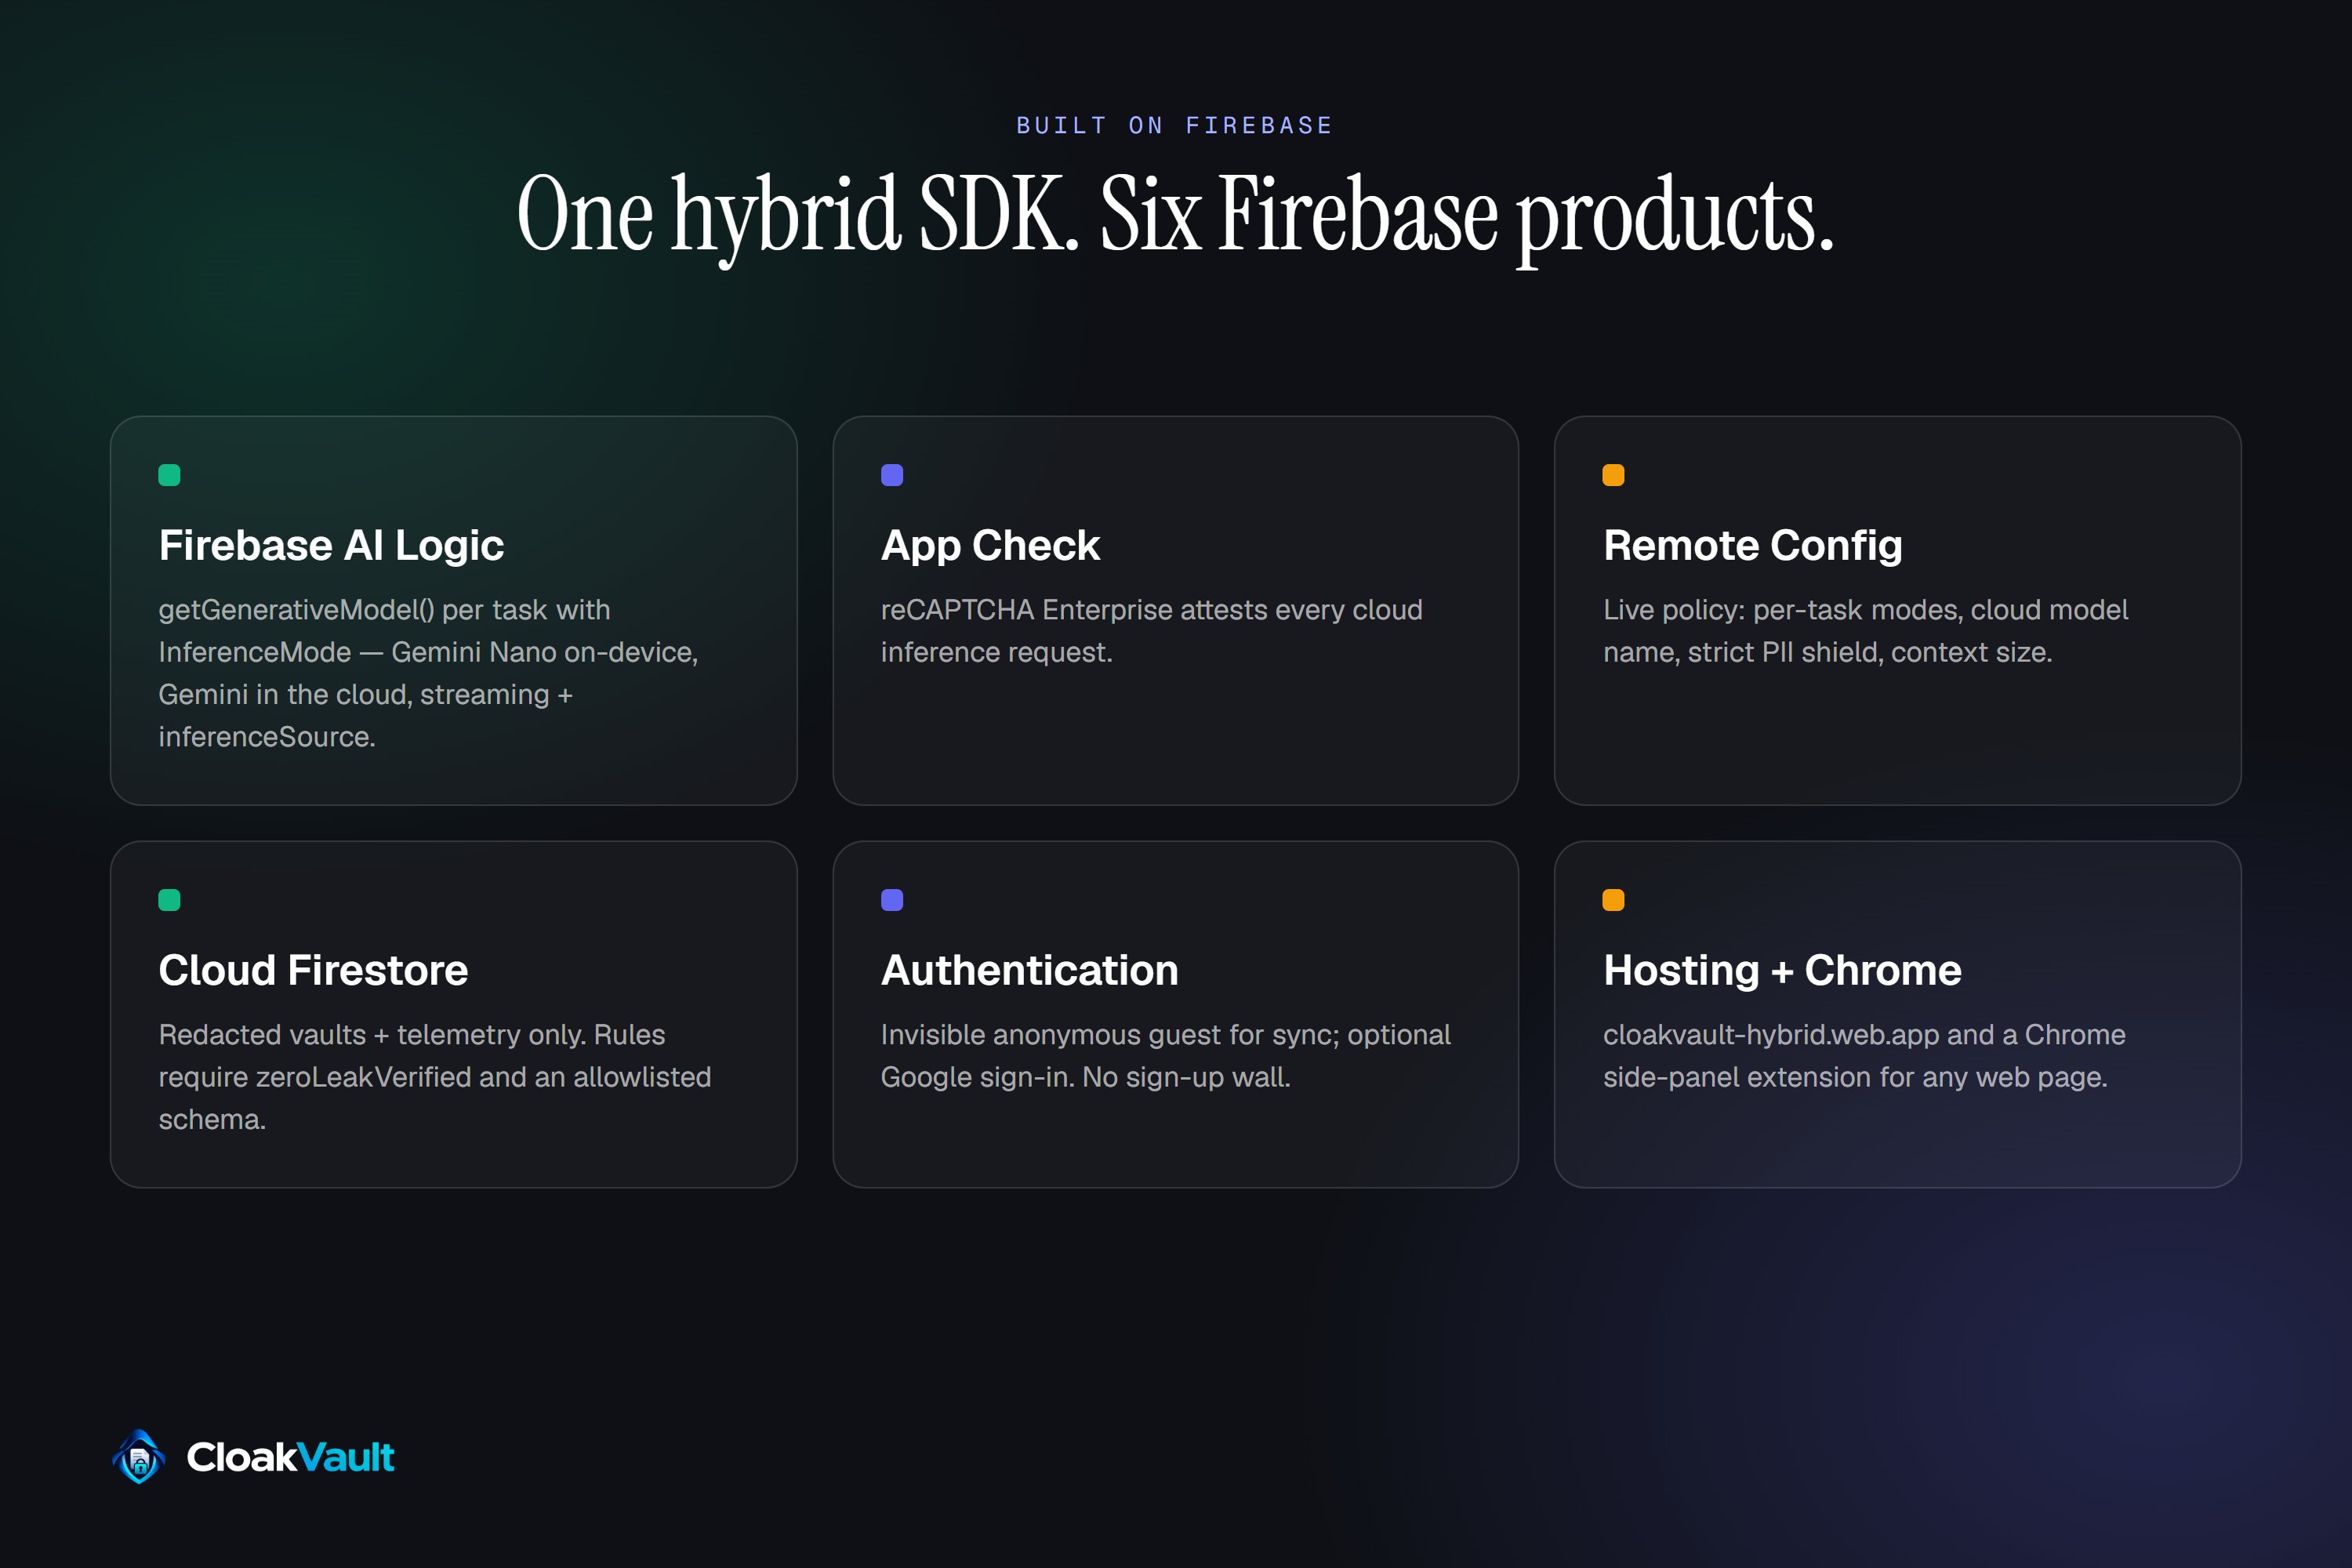 BUILT ON FIREBASE
One hybrid SDK. Six Firebase products.
Firebase AI Logic
getGenerativeModel() per task with
InferenceMode — Gemini Nano on-device,
Gemini in the cloud, streaming +
inferenceSource.
App Check
reCAPTCHA Enterprise attests every cloud
inference request.
Remote Config
Live policy: per-task modes, cloud model
name, strict PII shield, context size.
Cloud Firestore
Redacted vaults + telemetry only. Rules
require zeroLeakVerified and an allowlisted
schema.
Authentication
Invisible anonymous guest for sync; optional
Google sign-in. No sign-up wall.
Hosting + Chrome
cloakvault-hybrid.web.app and a Chrome
side-panel extension for any web page.
CloakVault